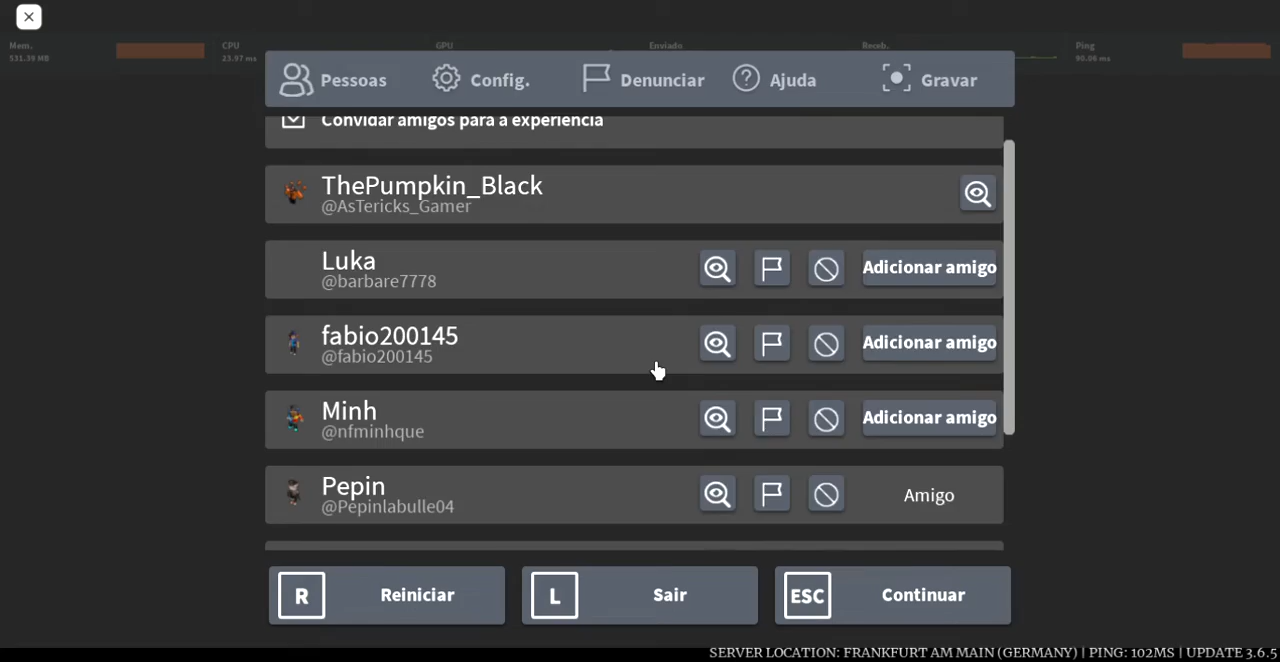 Mem.
531.39 MB
CPU
23.97 ms
GPU
Enviado
Receb.
Ping
90.06 ms
Pessoas
Config.
Denunciar
Ajuda
Gravar
Convidar amigos para a experiência
ThePumpkin_Black
@AsTericks_Gamer
Luka
@barbare7778
Adicionar amigo
fabio200145
@fabio200145
Adicionar amigo
Minh
@nfminhque
Adicionar amigo
Pepin
@Pepinlabulle04
Amigo
R Reiniciar
L Sair
ESC Continuar
SERVER LOCATION: FRANKFURT AM MAIN (GERMANY) | PING: 102MS | UPDATE 3.6.5